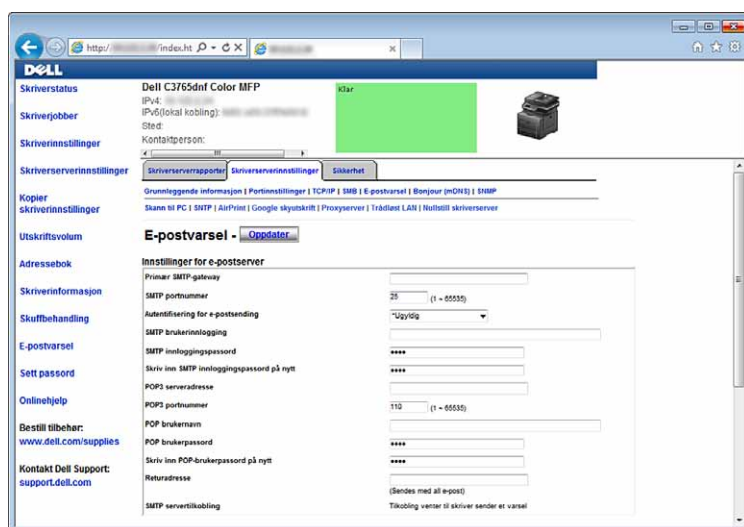 http:/ /index.ht
DELL
Skriverstatus
Skriverjobber
Skriverinnstillinger
Skriverserverinnstillinger
Kopier
skriverinnstillinger
Utskriftsvolum
Adressebok
Skriverinformasjon
Skuffbehandling
E-postvarsel
Sett passord
Onlinehjelp
Bestill tilbehør:
www.dell.com/supplies
Kontakt Dell Support:
support.dell.com
Dell C3765dnf Color MFP
IPv4:
IPv6(lokal kobling):
Sted:
Kontaktperson:
Klar
Skriverserverrapporter Skriverserverinnstillinger Sikkerhet
Grunnleggende informasjon | Portinnstillinger | TCP/IP | SMB | E-postvarsel | Bonjour (mDNS) | SNMP
Skann til PC | SNTP | AirPrint | Google skyutskrift | Proxyserver | Trådløst LAN | Nullstill skriverserver
E-postvarsel - Oppdater
Innstillinger for e-postserver
Primær SMTP-gateway
SMTP portnummer 25 (1 ~ 65535)
Autentifisering for e-postsending *Ugyldig
SMTP brukerinnlogging
SMTP innloggingspassord ••••
Skriv inn SMTP innloggingspassord på nytt ••••
POP3 serveradresse
POP3 portnummer 110 (1 ~ 65535)
POP brukernavn
POP brukerpassord ••••
Skriv inn POP-brukerpassord på nytt ••••
Returadresse
(Sendes med all e-post)
SMTP servertilkobling Tilkobling venter til skriver sender et varsel